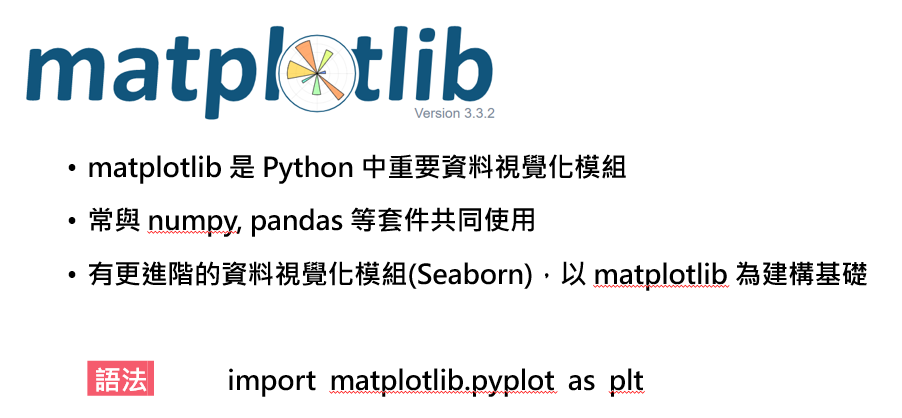 matplotlib
Version 3.3.2
• matplotlib 是 Python 中重要資料視覺化模組
• 常與 numpy, pandas 等套件共同使用
• 有更進階的資料視覺化模組(Seaborn)，以 matplotlib 為建構基礎
語法 import matplotlib.pyplot as plt